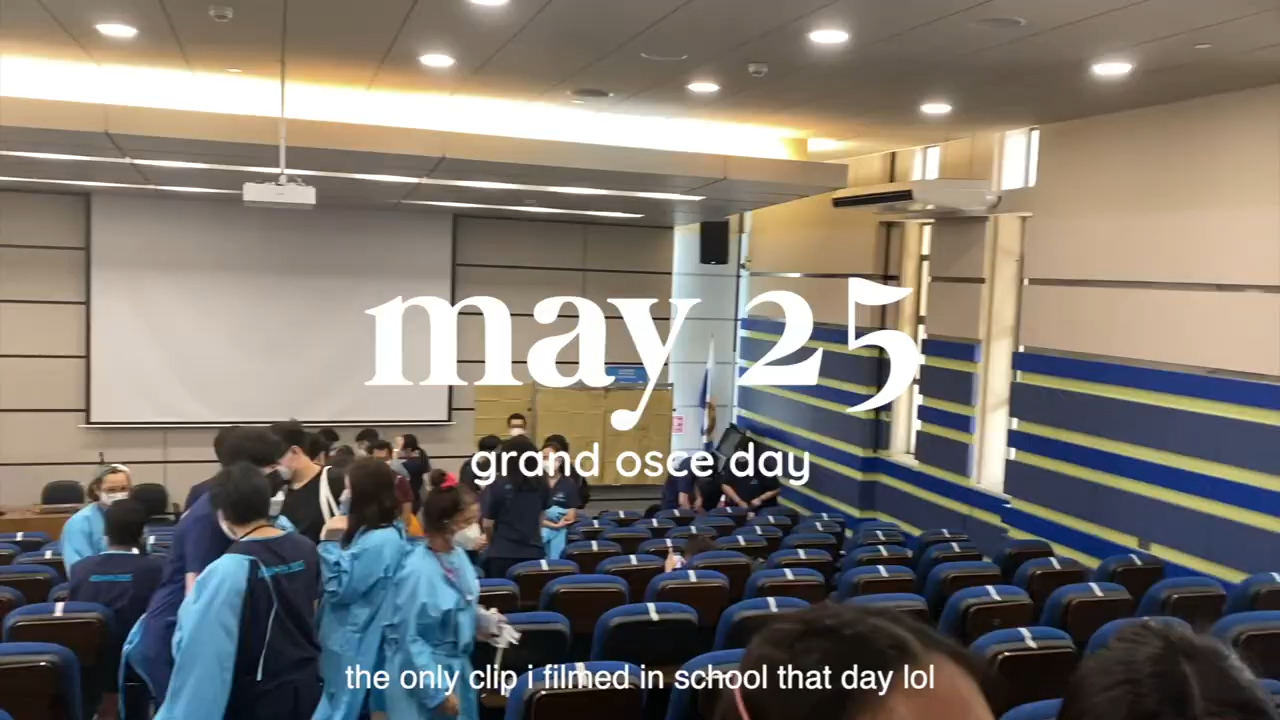 may 25
grand osce day
the only clip i filmed in school that day lol